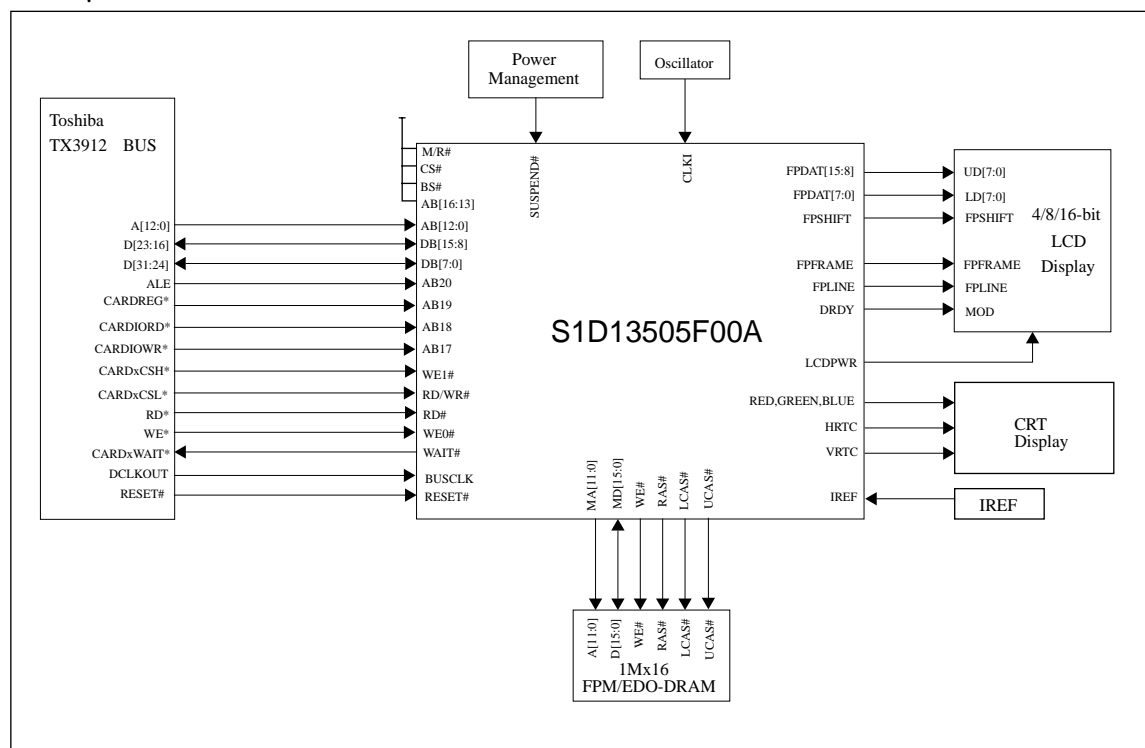 Power
Management
Oscillator
Toshiba
TX3912 BUS
A[12:0]
D[23:16]
D[31:24]
ALE
CARDREG*
CARDIORD*
CARDIOWR*
CARDxCSH*
CARDxCSL*
RD*
WE*
CARDxWAIT*
DCLKOUT
RESET#
M/R#
CS#
BS#
AB[16:13]
AB[12:0]
DB[15:8]
DB[7:0]
AB20
AB19
AB18
AB17
WE1#
RD/WR#
RD#
WE0#
WAIT#
BUSCLK
RESET#
SUSPEND#
CLKI
S1D13505F00A
FPDAT[15:8]
FPDAT[7:0]
FPSHIFT
FPFRAME
FPLINE
DRDY
LCDPWR
RED,GREEN,BLUE
HRTC
VRTC
IREF
UD[7:0]
LD[7:0]
FPSHIFT
FPFRAME
FPLINE
MOD
4/8/16-bit
LCD
Display
CRT
Display
IREF
MA[11:0]
MD[15:0]
WE#
RAS#
LCAS#
UCAS#
A[11:0]
D[15:0]
WE#
RAS#
LCAS#
UCAS#
1Mx16
FPM/EDO-DRAM